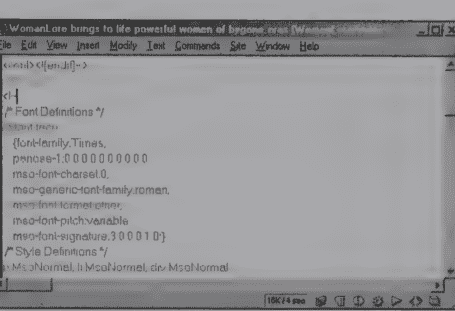 WomanLore brings to life powerful women of bygone eras
File Edit View Insert Modify Text Commands Site Window Help
<![endif]-->
<!-
/* Font Definitions */
{font-family:Times;
panose-1:0 0 0 0 0 0 0 0 0 0
mso-font-charset:0;
mso-generic-font-family:roman;
mso-font-format:other;
mso-font-pitch:variable
mso-font-signature:3 0 0 0 1 0}
/* Style Definitions */
MsoNormal, li.MsoNormal, div.MsoNormal
16K / 4 sec